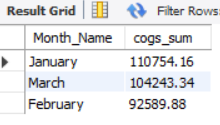 Result Grid Filter Rows:
Month_Name cogs_sum
January 110754.16
March 104243.34
February 92589.88